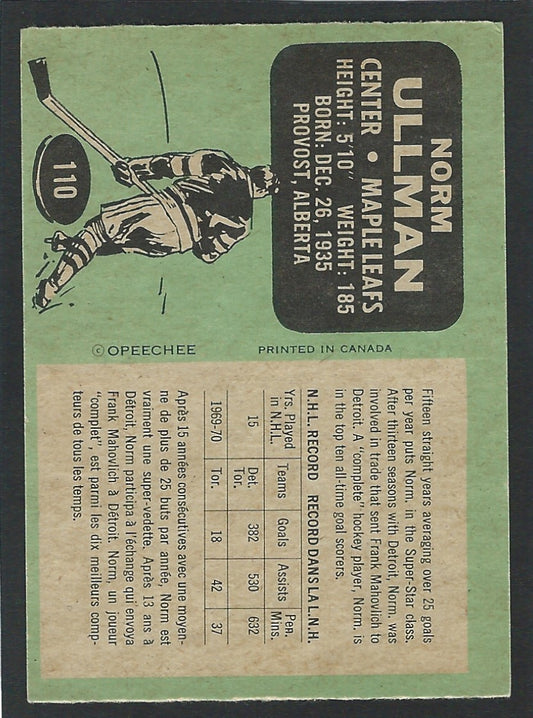 NORM
ULLMAN
CENTER • MAPLE LEAFS
HEIGHT: 5'10" WEIGHT: 185
BORN: DEC. 26, 1935
PROVOST, ALBERTA
110
© OPEECHEE PRINTED IN CANADA
Fifteen straight years averaging over 25 goals
per year puts Norm. in the Super-Star class.
After thirteen seasons with Detroit, Norm. was
involved in trade that sent Frank Mahovlich to
Detroit. A "complete" hockey player, Norm. is
in the top ten all-time goal scorers.
N.H.L. RECORD RECORD DANS LA L.N.H.
Yrs. Played in N.H.L. Teams Goals Assists Pen. Mins.
15 Det. Tor. 382 530 632
1969-70 Tor. 18 42 37
Après 15 années consécutives avec une moyen-
ne de plus de 25 buts par année, Norm est
vraiment une super-vedette. Après 13 ans à
Détroit, Norm participa à l'échange qui envoya
Frank Mahovlich à Détroit. Norm, un joueur
"complet", est parmi les dix meilleurs comp-
teurs de tous les temps.